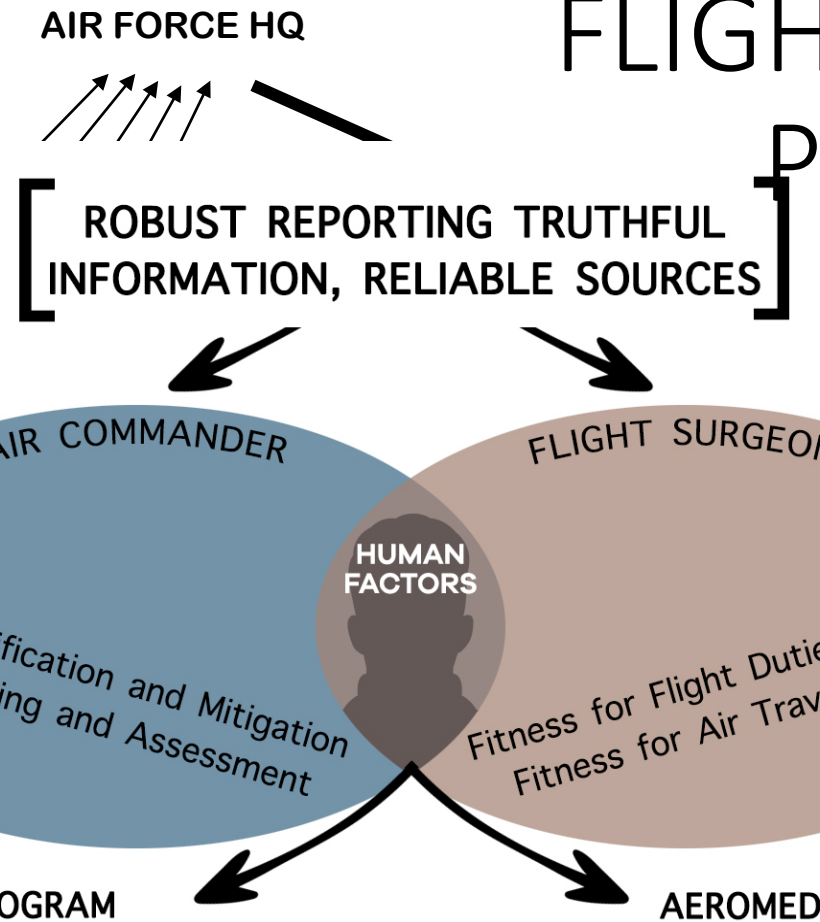 AIR FORCE HQ
FLIGH
P
ROBUST REPORTING TRUTHFUL
INFORMATION, RELIABLE SOURCES
AIR COMMANDER
FLIGHT SURGEO
HUMAN
FACTORS
ification and Mitigation
ing and Assessment
Fitness for Flight Dutie
Fitness for Air Trav
OGRAM
AEROMED